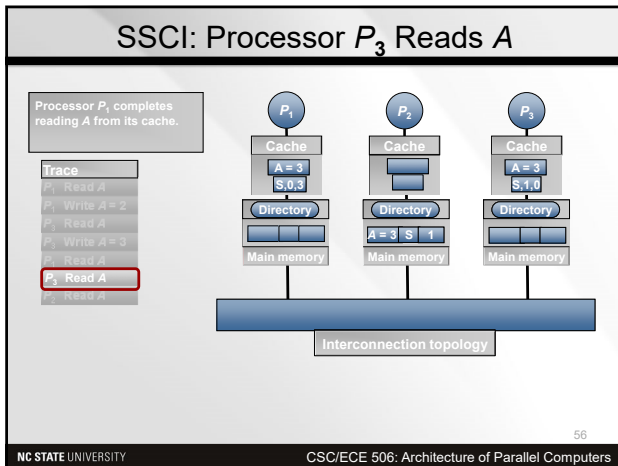 SSCI: Processor P3 Reads A
Processor P1 completes
reading A from its cache.
Trace
P1 Read A
P1 Write A = 2
Read A
Write A = 3
Read A
P3 Read A
P2 Read A
P1
P2
P3
Cache
Cache
Cache
A = 3
A = 3
S,0,3
S,1,0
Directory
Directory
Directory
A = 3 S 1
Main memory
Main memory
Main memory
Interconnection topology
56
NC STATE UNIVERSITY
CSC/ECE 506: Architecture of Parallel Computers